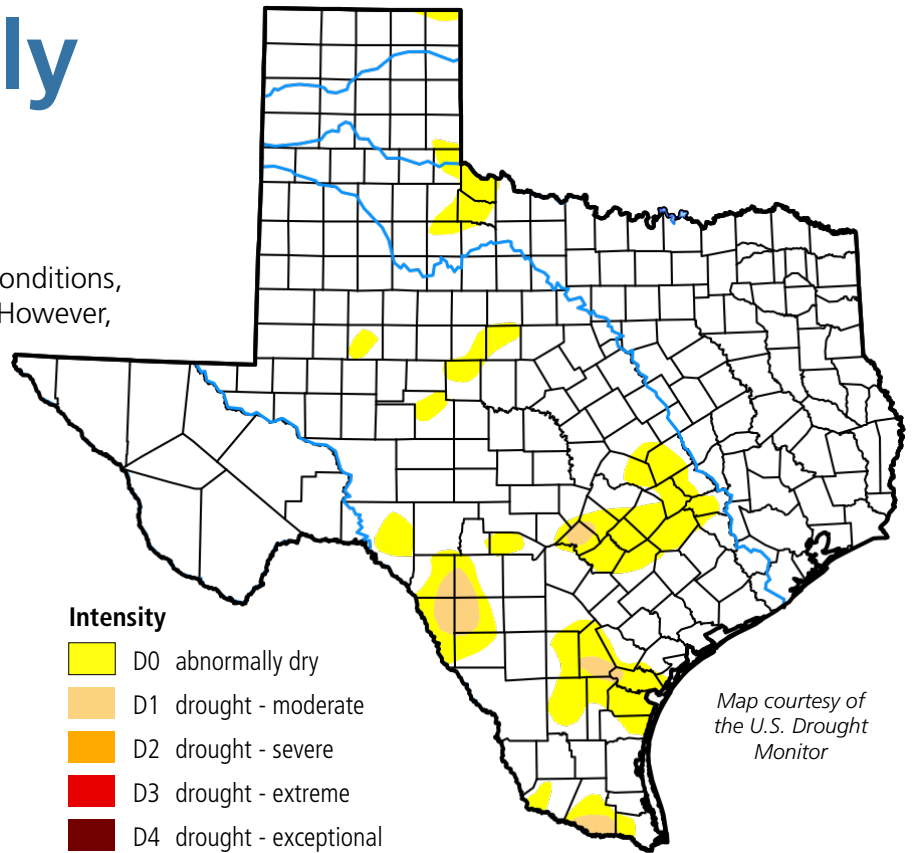 ly
onditions,
However,
Intensity
D0 abnormally dry
D1 drought - moderate
D2 drought - severe
D3 drought - extreme
D4 drought - exceptional
Map courtesy of
the U.S. Drought
Monitor